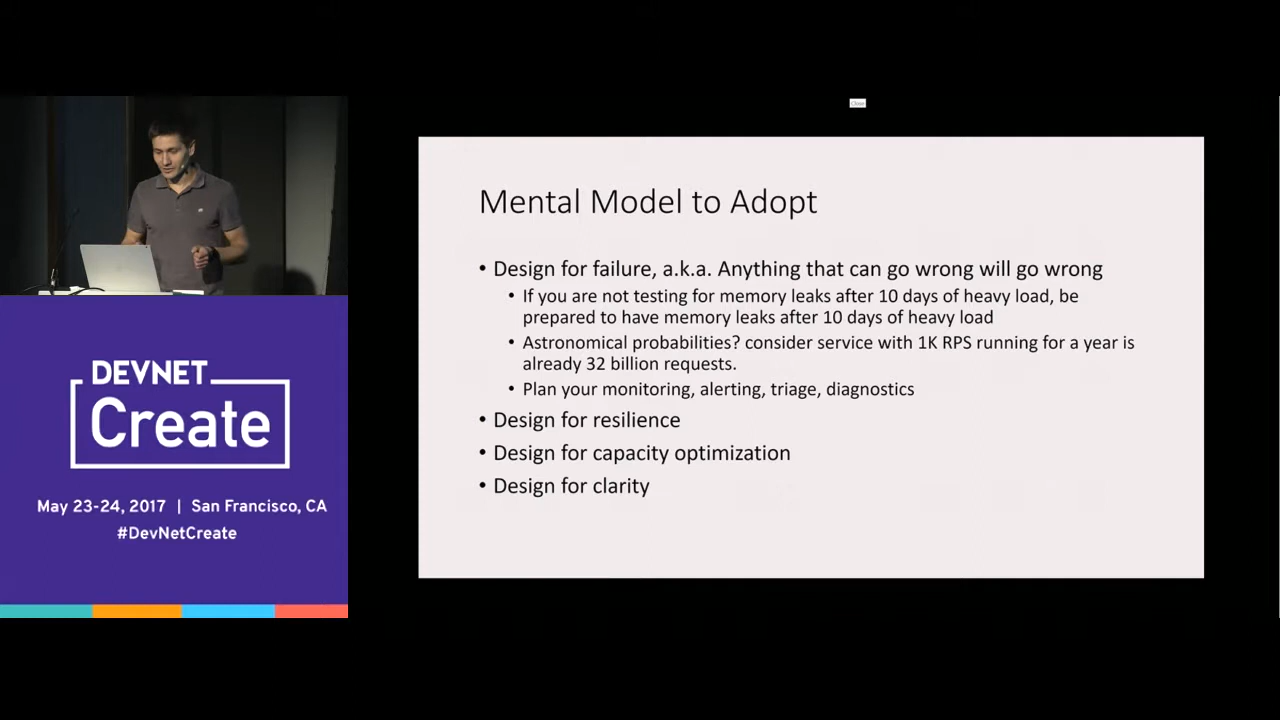 Close
Mental Model to Adopt
• Design for failure, a.k.a. Anything that can go wrong will go wrong
• If you are not testing for memory leaks after 10 days of heavy load, be
prepared to have memory leaks after 10 days of heavy load
• Astronomical probabilities? consider service with 1K RPS running for a year is
already 32 billion requests.
• Plan your monitoring, alerting, triage, diagnostics
• Design for resilience
• Design for capacity optimization
• Design for clarity
DEVNET
Create
May 23-24, 2017 | San Francisco, CA
#DevNetCreate